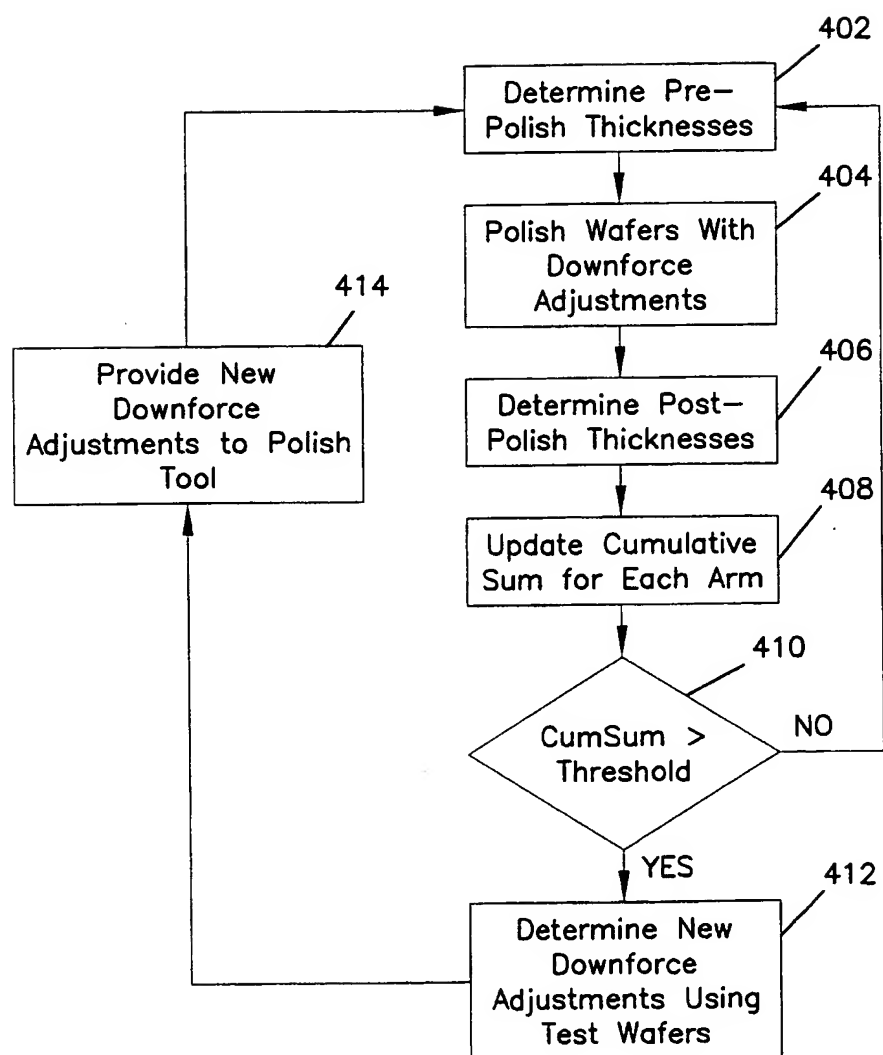 402
Determine Pre-
Polish Thicknesses
404
Polish Wafers With
Downforce
Adjustments
414
Provide New
Downforce
Adjustments to Polish
Tool
406
Determine Post-
Polish Thicknesses
408
Update Cumulative
Sum for Each Arm
410
CumSum >
Threshold
NO
YES
412
Determine New
Downforce
Adjustments Using
Test Wafers